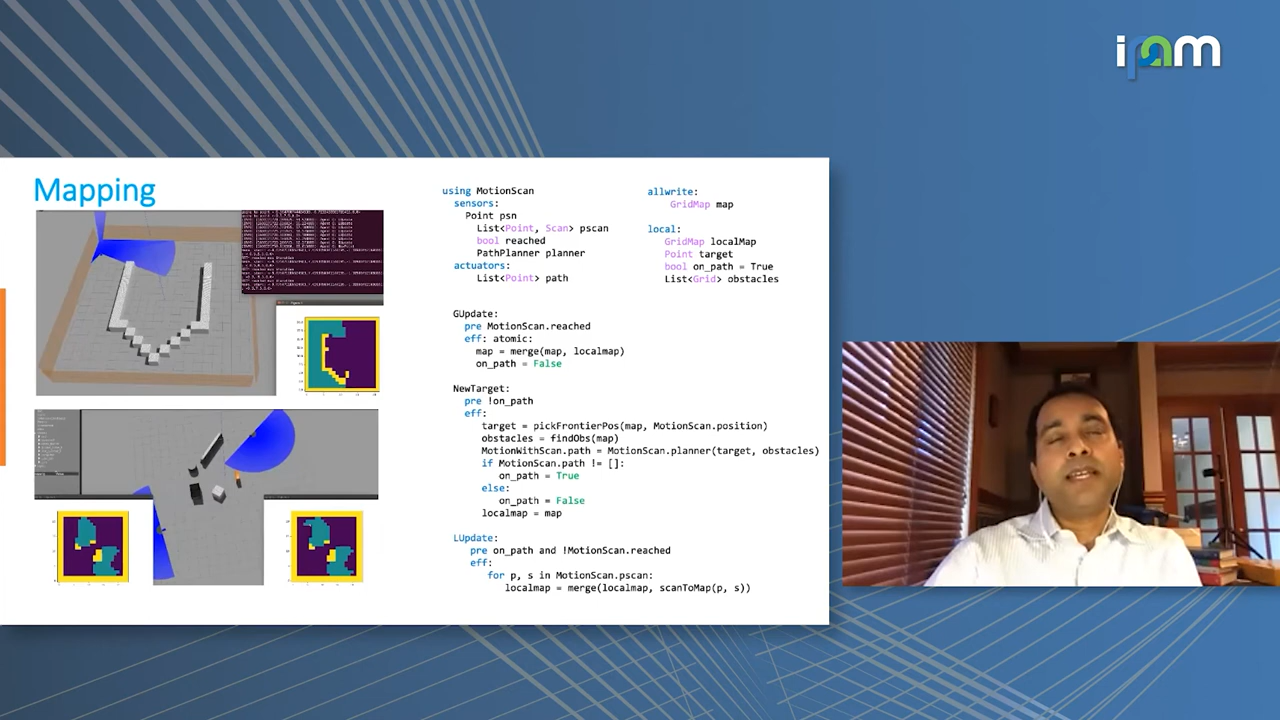 ipam
Mapping
using MotionScan
sensors:
Point psn
List<Point, Scan> pscan
bool reached
PathPlanner planner
actuators:
List<Point> path
allwrite:
GridMap map
local:
GridMap localMap
Point target
bool on_path = True
List<Grid> obstacles
GUpdate:
pre MotionScan.reached
eff: atomic:
map = merge(map, localmap)
on_path = False
NewTarget:
pre !on_path
eff:
target = pickFrontierPos(map, MotionScan.position)
obstacles = findObs(map)
MotionWithScan.path = MotionScan.planner(target, obstacles)
if MotionScan.path != []:
on_path = True
else:
on_path = False
localmap = map
LUpdate:
pre on_path and !MotionScan.reached
eff:
for p, s in MotionScan.pscan:
localmap = merge(localmap, scanToMap(p, s))